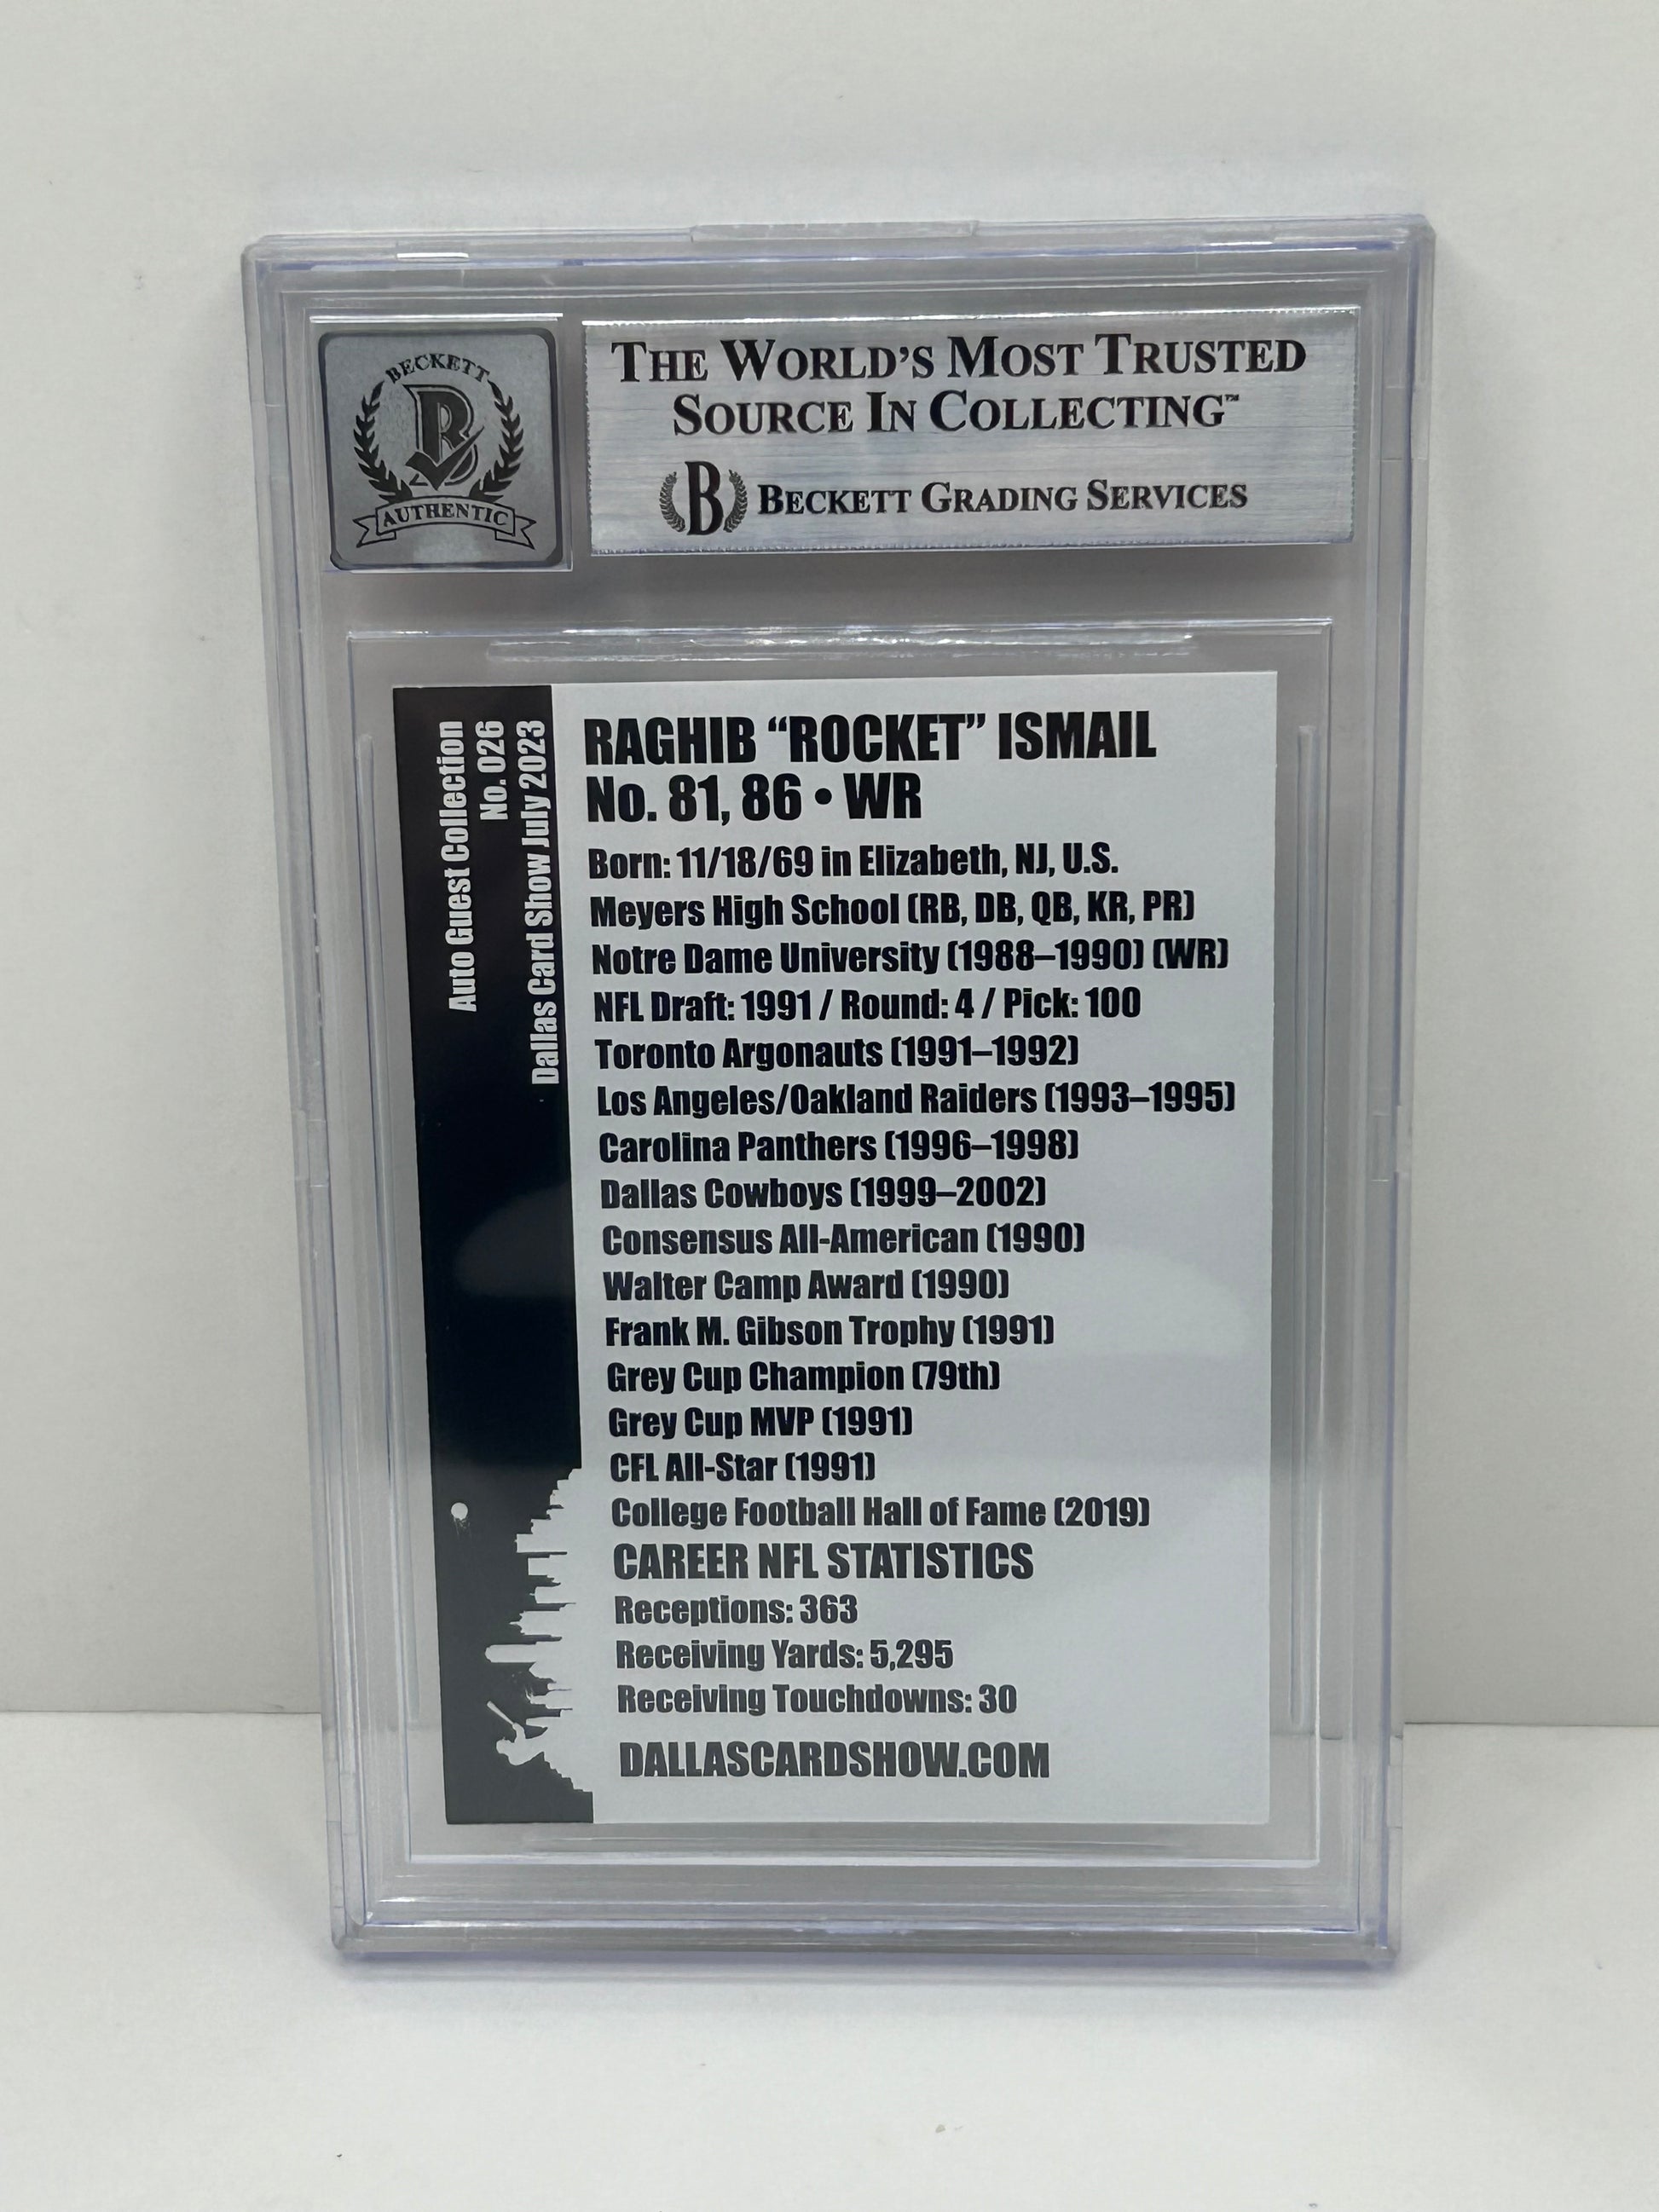 BECKETT
AUTHENTIC
THE WORLD'S MOST TRUSTED
SOURCE IN COLLECTING™
B BECKETT GRADING SERVICES
Auto Guest Collection
No. 026
Dallas Card Show July 2023
RAGHIB “ROCKET” ISMAIL
No. 81, 86 • WR
Born: 11/18/69 in Elizabeth, NJ, U.S.
Meyers High School (RB, DB, QB, KR, PR)
Notre Dame University (1988–1990) (WR)
NFL Draft: 1991 / Round: 4 / Pick: 100
Toronto Argonauts (1991–1992)
Los Angeles/Oakland Raiders (1993–1995)
Carolina Panthers (1996–1998)
Dallas Cowboys (1999–2002)
Consensus All-American (1990)
Walter Camp Award (1990)
Frank M. Gibson Trophy (1991)
Grey Cup Champion (79th)
Grey Cup MVP (1991)
CFL All-Star (1991)
College Football Hall of Fame (2019)
CAREER NFL STATISTICS
Receptions: 363
Receiving Yards: 5,295
Receiving Touchdowns: 30
DALLASCARDSHOW.COM